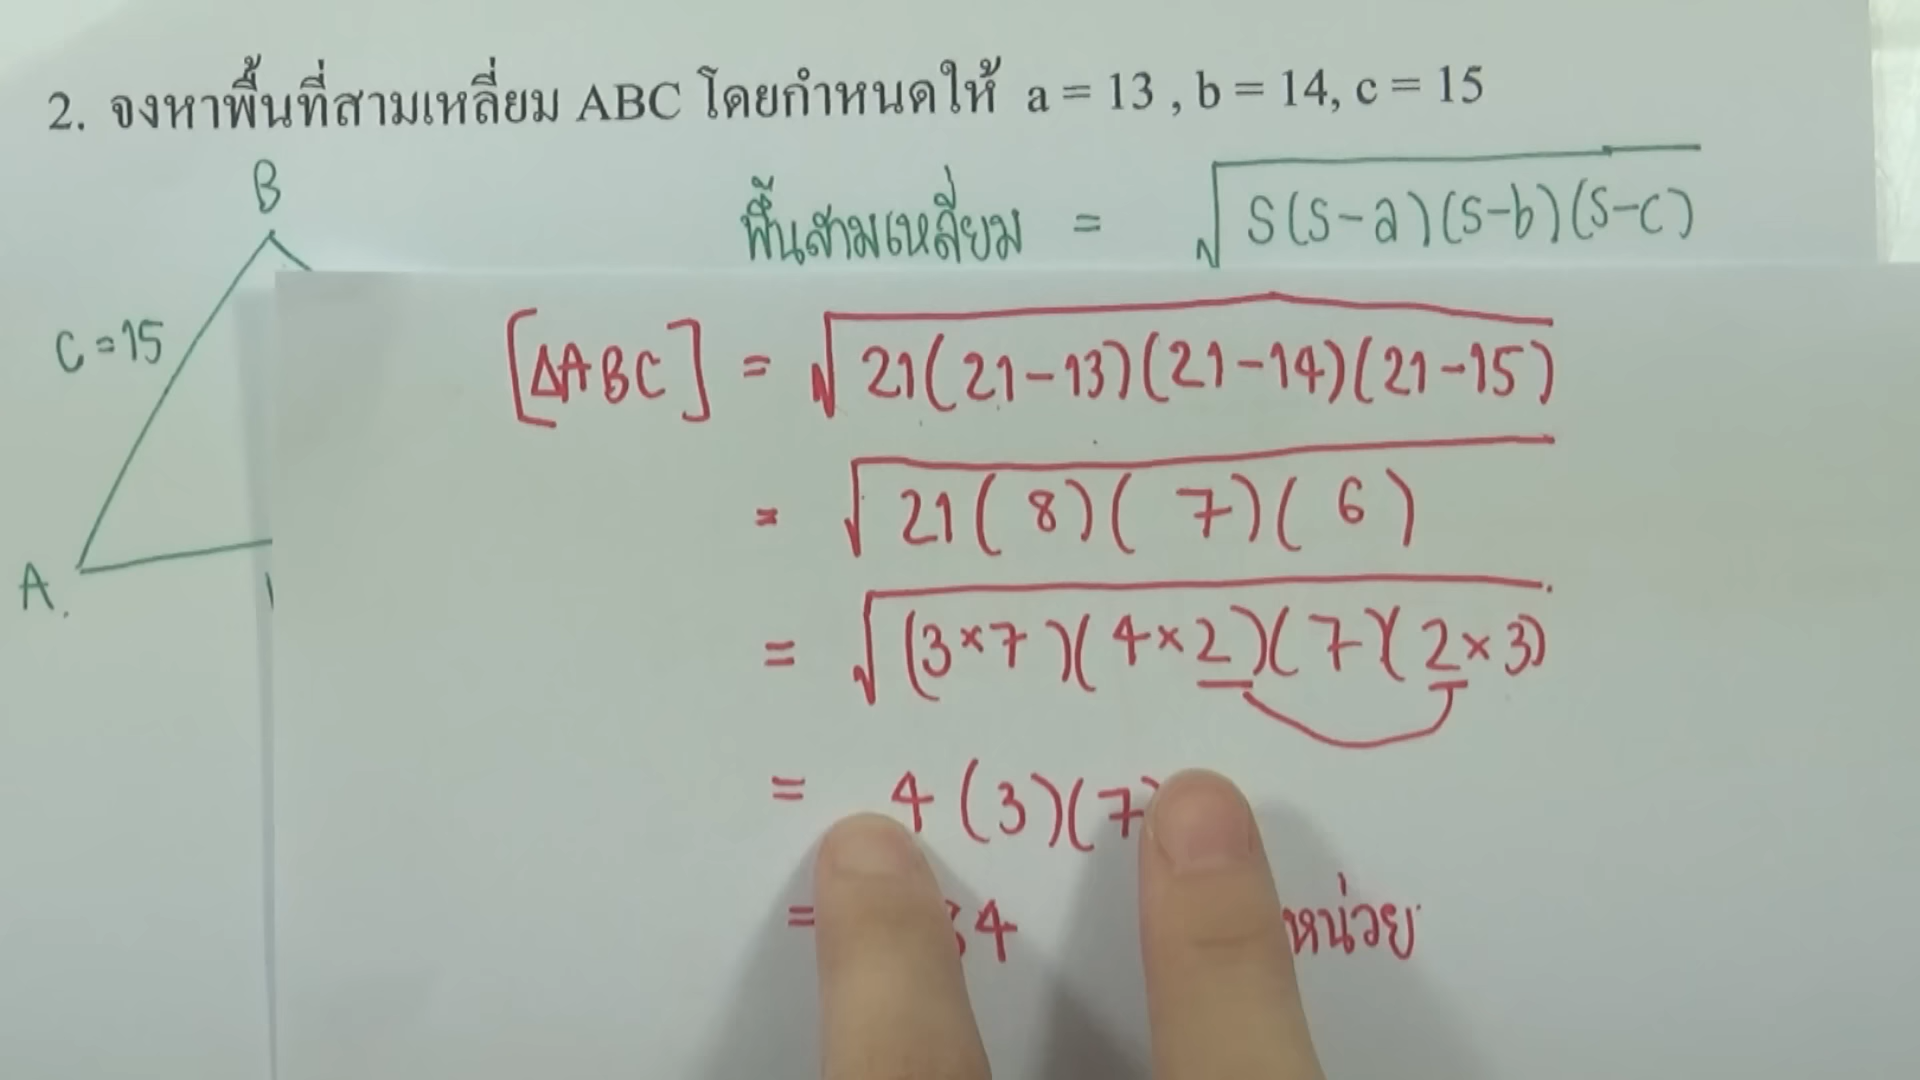 2. จงหาพื้นที่สามเหลี่ยม ABC โดยกำหนดให้ a = 13 , b = 14, c = 15
B
พื้นสามเหลี่ยม = √S(S-a)(S-b)(S-c)
C = 15
[ΔABC] = √21(21-13)(21-14)(21-15)
= √21( 8)( 7)( 6)
A
= √(3×7)(4×2)(7)(2×3)
= 4(3)(7
= 4 หน่วย